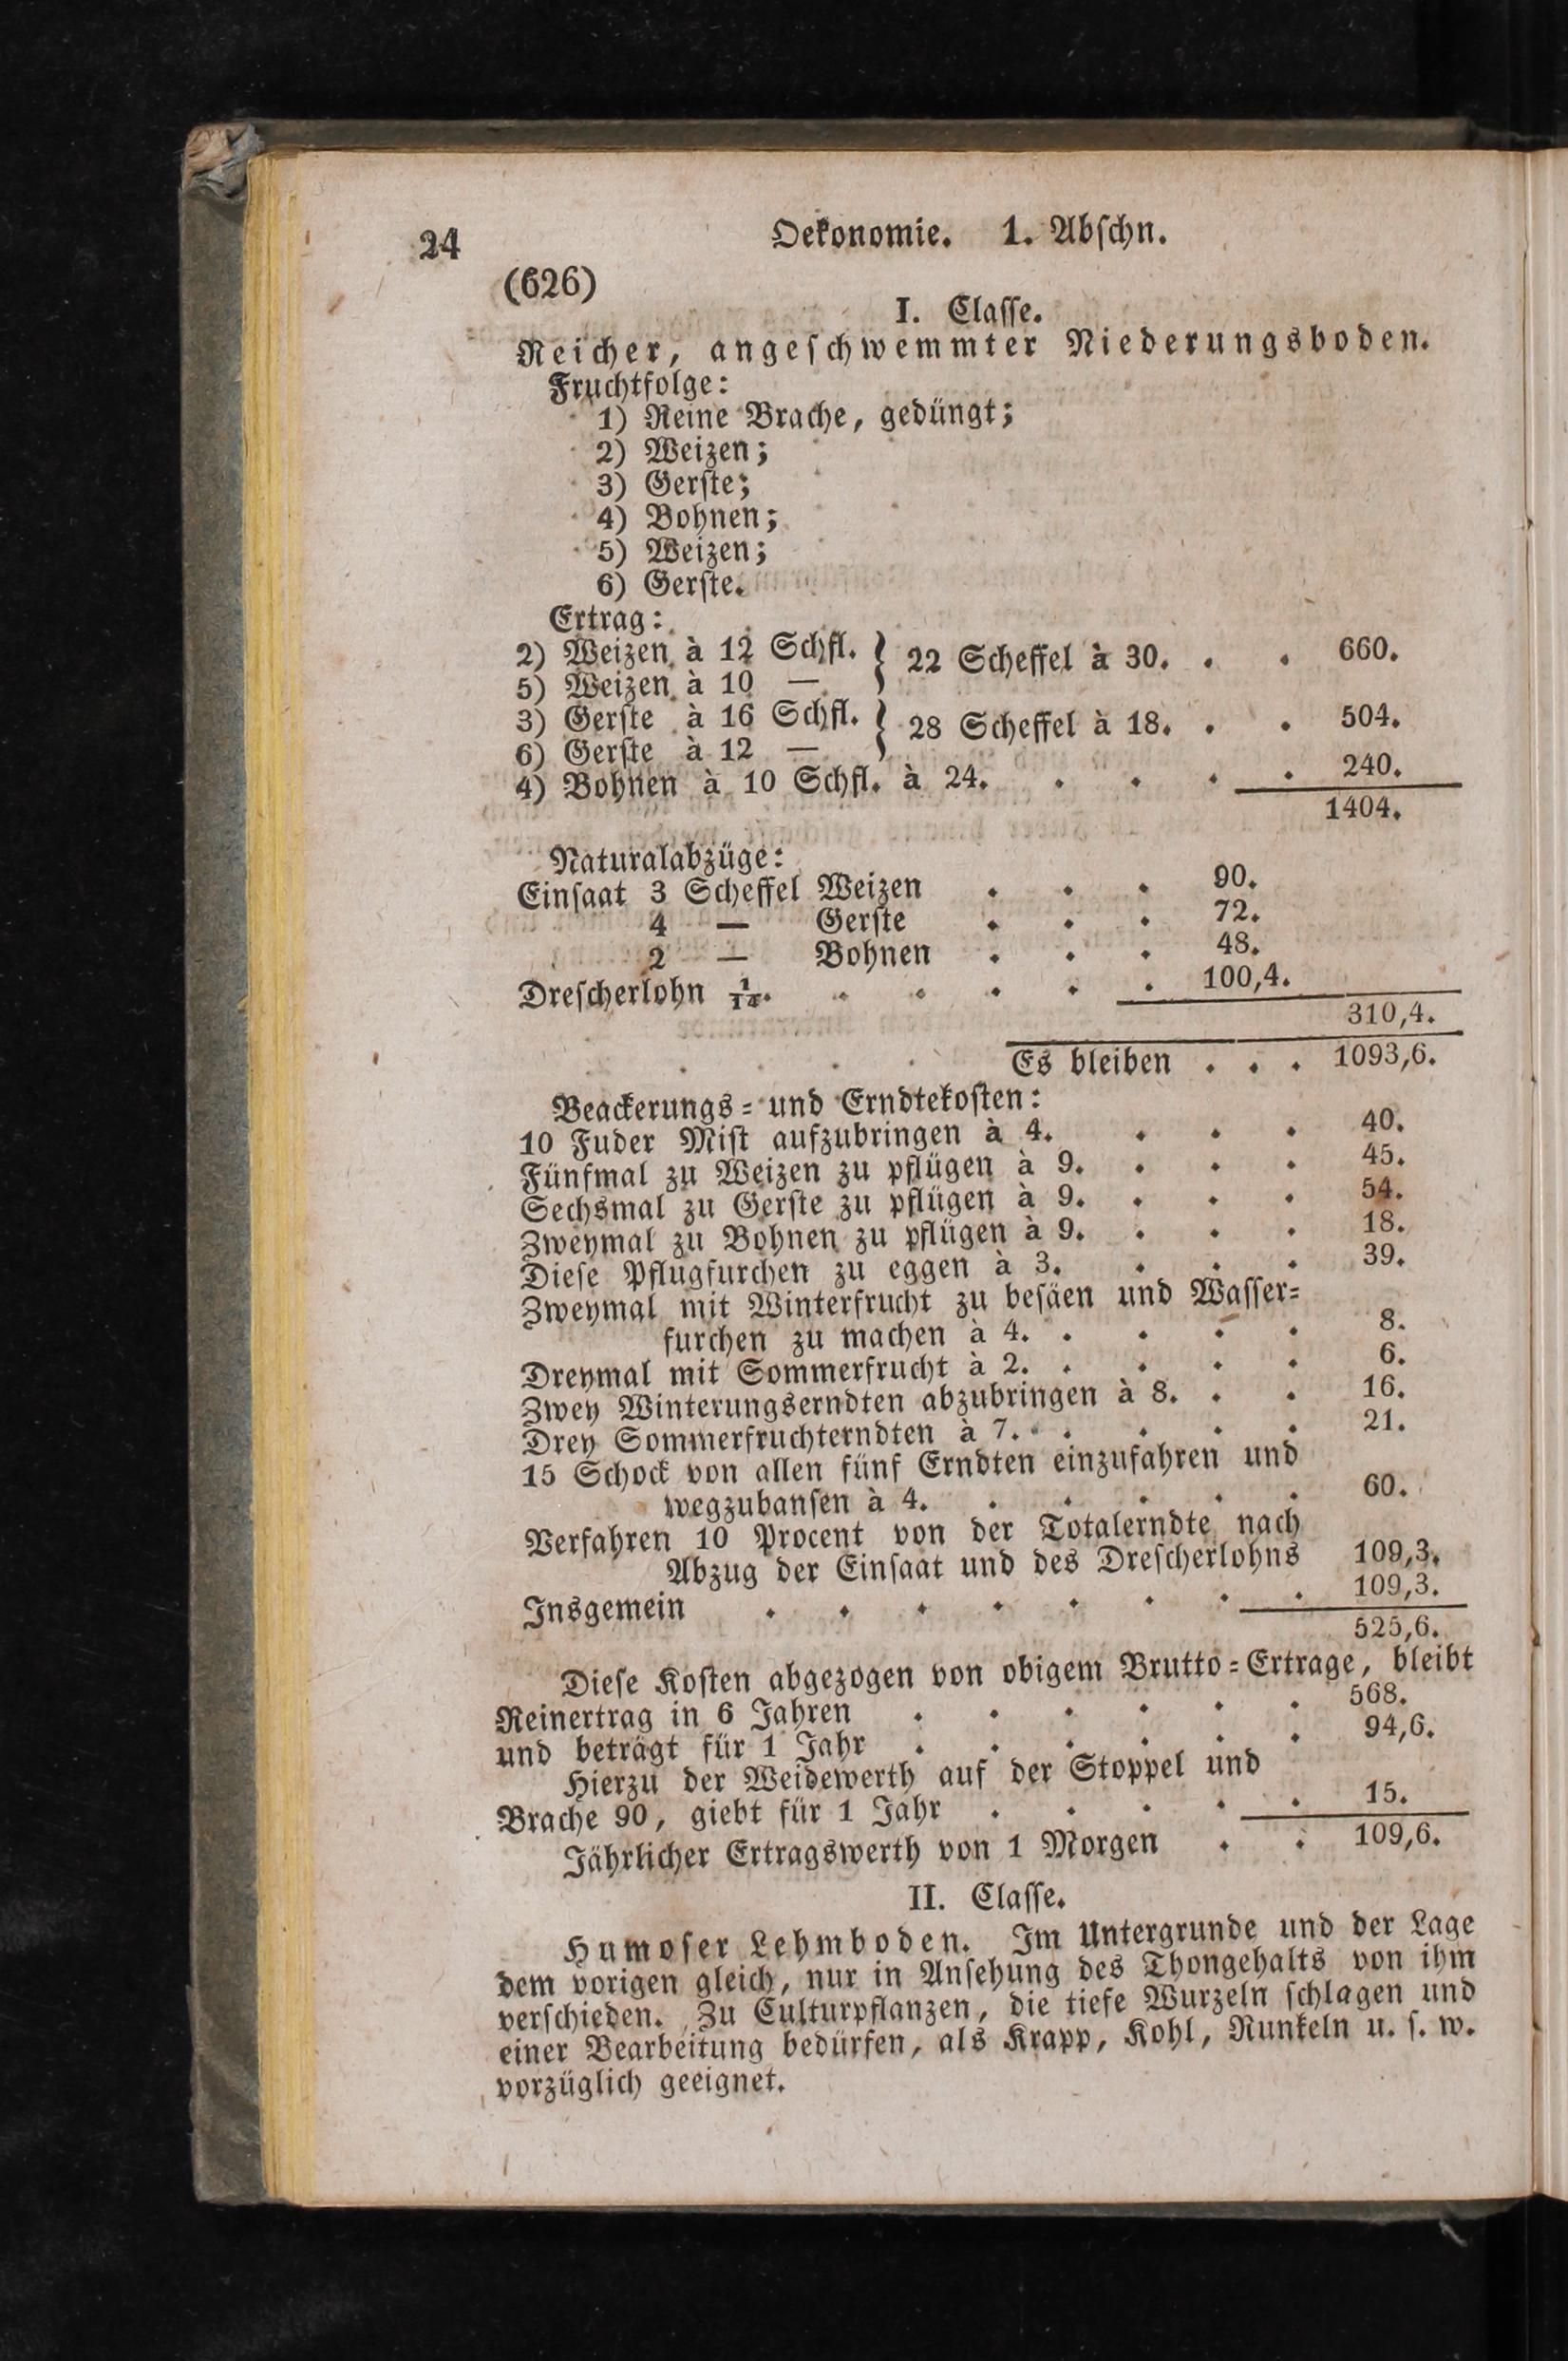 24 Oekonomie. 1. Abſchn.
(626)
I. Claſſe.
Reicher, angeſchwemmter Niederungsboden.
Fruchtfolge:
1) Reine Brache, gedüngt;
2) Weizen;
3) Gerſte;
4) Bohnen;
5) Weizen;
6) Gerſte.
Ertrag:
2) Weizen à 12 Schfl. } 22 Scheffel à 30. . . 660.
5) Weizen à 10 —
3) Gerſte à 16 Schfl. } 28 Scheffel à 18. . . 504.
6) Gerſte à 12 —
4) Bohnen à 10 Schfl. à 24. . . . . 240.
1404.
Naturalabzüge:
Einſaat 3 Scheffel Weizen . . . 90.
4 — Gerſte . . . 72.
2 — Bohnen . . . 48.
Dreſcherlohn 1/14. . . . . . 100,4.
310,4.
Es bleiben . . . 1093,6.
Beackerungs- und Erndtekoſten:
10 Fuder Miſt aufzubringen à 4. . . . 40.
Fünfmal zu Weizen zu pflügen à 9. . . . 45.
Sechsmal zu Gerſte zu pflügen à 9. . . . 54.
Zweymal zu Bohnen zu pflügen à 9. . . . 18.
Dieſe Pflugfurchen zu eggen à 3. . . . 39.
Zweymal mit Winterfrucht zu beſäen und Waſſer-
furchen zu machen à 4. . . . . 8.
Dreymal mit Sommerfrucht à 2. . . . . 6.
Zwey Winterungserndten abzubringen à 8. . . 16.
Drey Sommerfruchterndten à 7. . . . . 21.
15 Schock von allen fünf Erndten einzufahren und
wegzubanſen à 4. . . . . . 60.
Verfahren 10 Procent von der Totalerndte nach
Abzug der Einſaat und des Dreſcherlohns 109,3.
Insgemein . . . . . . . . 109,3.
525,6.
Dieſe Koſten abgezogen von obigem Brutto-Ertrage, bleibt
Reinertrag in 6 Jahren . . . . . . 568.
und beträgt für 1 Jahr . . . . . . 94,6.
Hierzu der Weidewerth auf der Stoppel und
Brache 90, giebt für 1 Jahr . . . . . 15.
Jährlicher Ertragswerth von 1 Morgen . . 109,6.
II. Claſſe.
Humoſer Lehmboden. Im Untergrunde und der Lage
dem vorigen gleich, nur in Anſehung des Thongehalts von ihm
verſchieden. Zu Culturpflanzen, die tiefe Wurzeln ſchlagen und
einer Bearbeitung bedürfen, als Krapp, Kohl, Runkeln u. ſ. w.
vorzüglich geeignet.